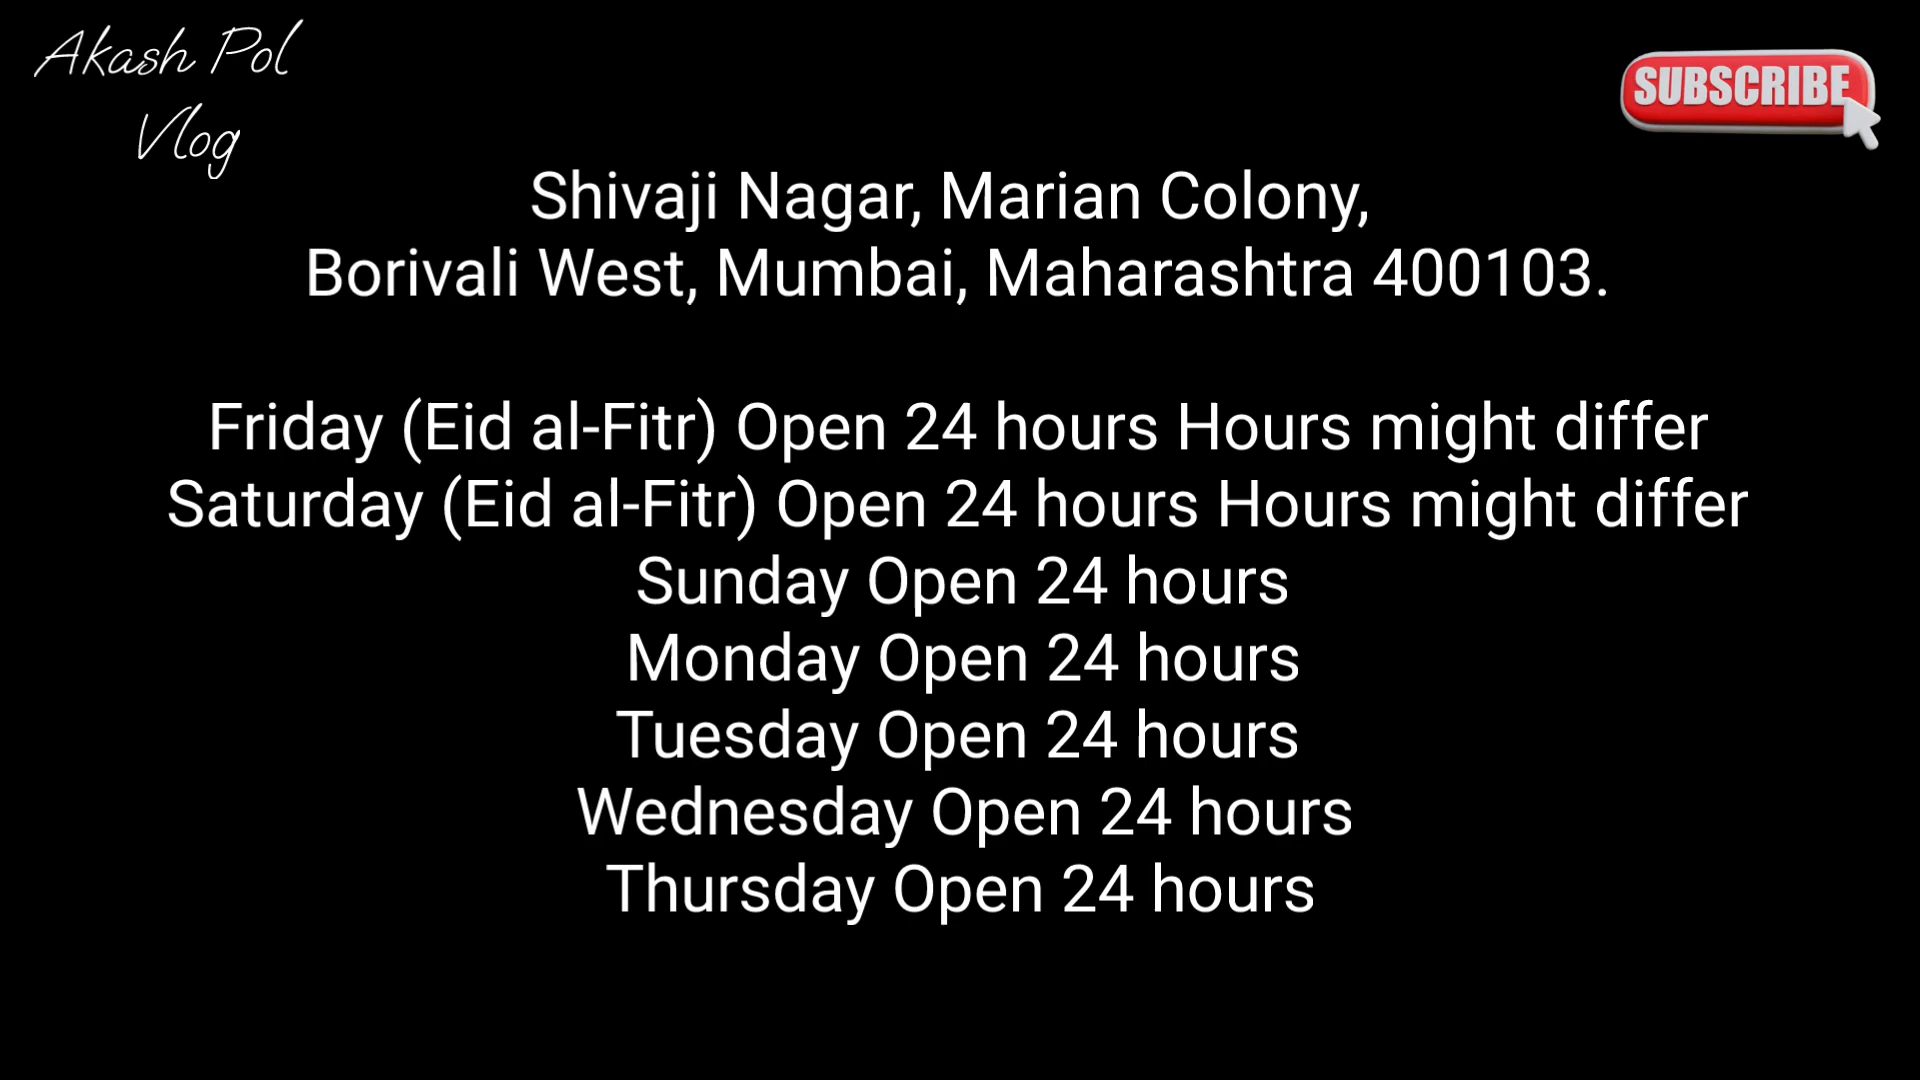 Akash Pol
Vlog
SUBSCRIBE
Shivaji Nagar, Marian Colony,
Borivali West, Mumbai, Maharashtra 400103.
Friday (Eid al-Fitr) Open 24 hours Hours might differ
Saturday (Eid al-Fitr) Open 24 hours Hours might differ
Sunday Open 24 hours
Monday Open 24 hours
Tuesday Open 24 hours
Wednesday Open 24 hours
Thursday Open 24 hours